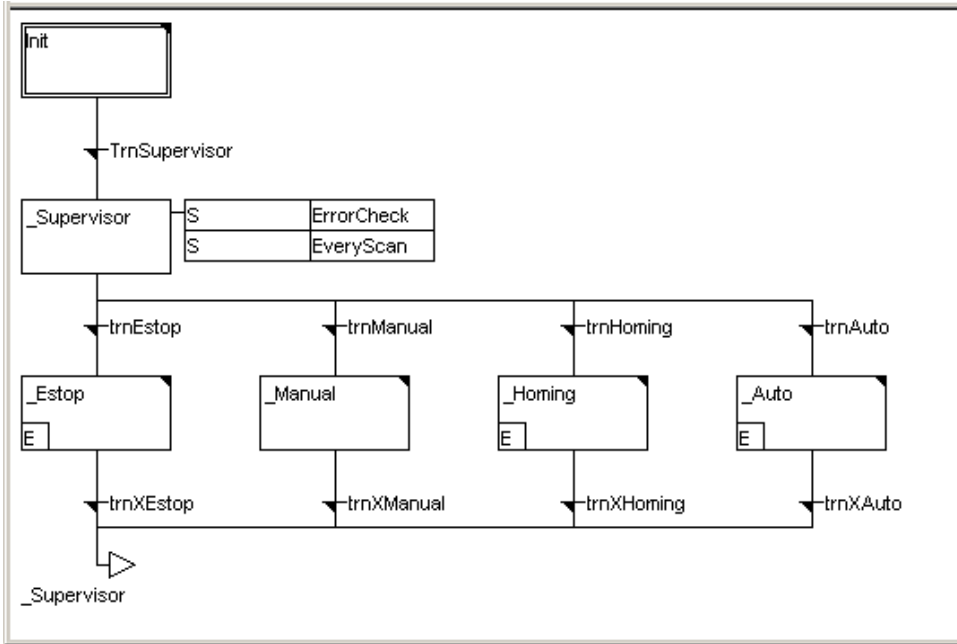 Init
TrnSupervisor
_Supervisor
S ErrorCheck
S EveryScan
trnEstop trnManual trnHoming trnAuto
_Estop _Manual _Homing _Auto
E E E
trnXEstop trnXManual trnXHoming trnXAuto
_Supervisor